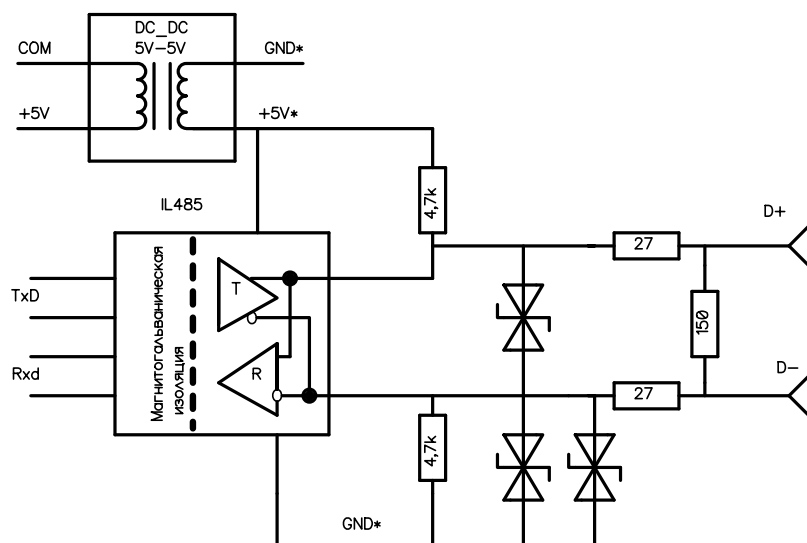 DC_DC
5V-5V
COM
GND*
+5V
+5V*
4,7k
IL485
D+
27
Магнитогальваническая
изоляция
T
TxD
150
R
Rxd
D-
27
4,7k
GND*